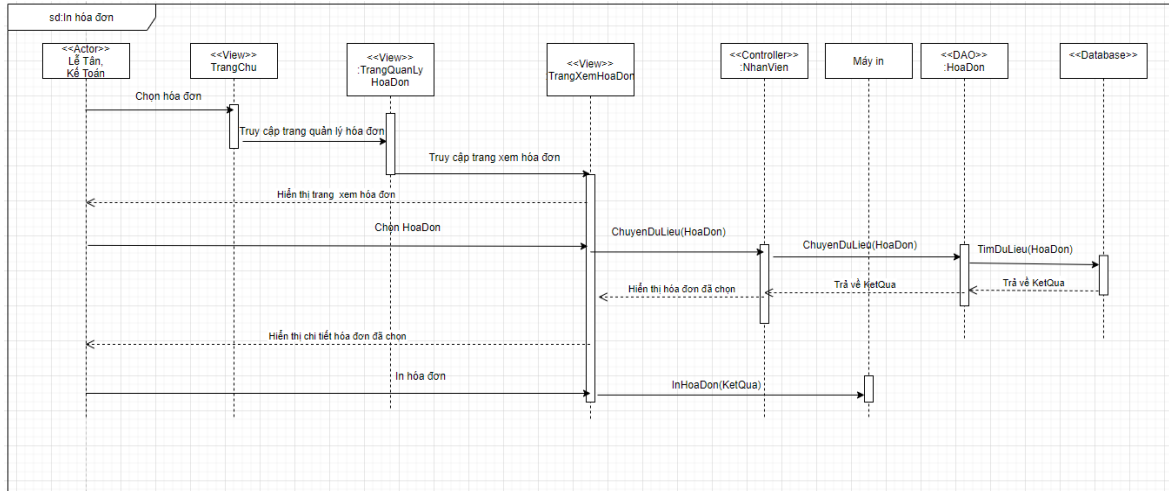 sd:In hóa đơn
<<Actor>>
Lễ Tân,
Kế Toán
<<View>>
TrangChu
<<View>>
:TrangQuanLy
HoaDon
<<View>>
TrangXemHoaDon
<<Controller>>
:NhanVien
Máy in
<<DAO>>
:HoaDon
<<Database>>
Chọn hóa đơn
Truy cập trang quản lý hóa đơn
Truy cập trang xem hóa đơn
Hiển thị trang xem hóa đơn
Chọn HoaDon
ChuyenDuLieu(HoaDon)
ChuyenDuLieu(HoaDon)
TimDuLieu(HoaDon)
Hiển thị hóa đơn đã chọn
Trả về KetQua
Trả về KetQua
Hiển thị chi tiết hóa đơn đã chọn
In hóa đơn
InHoaDon(KetQua)